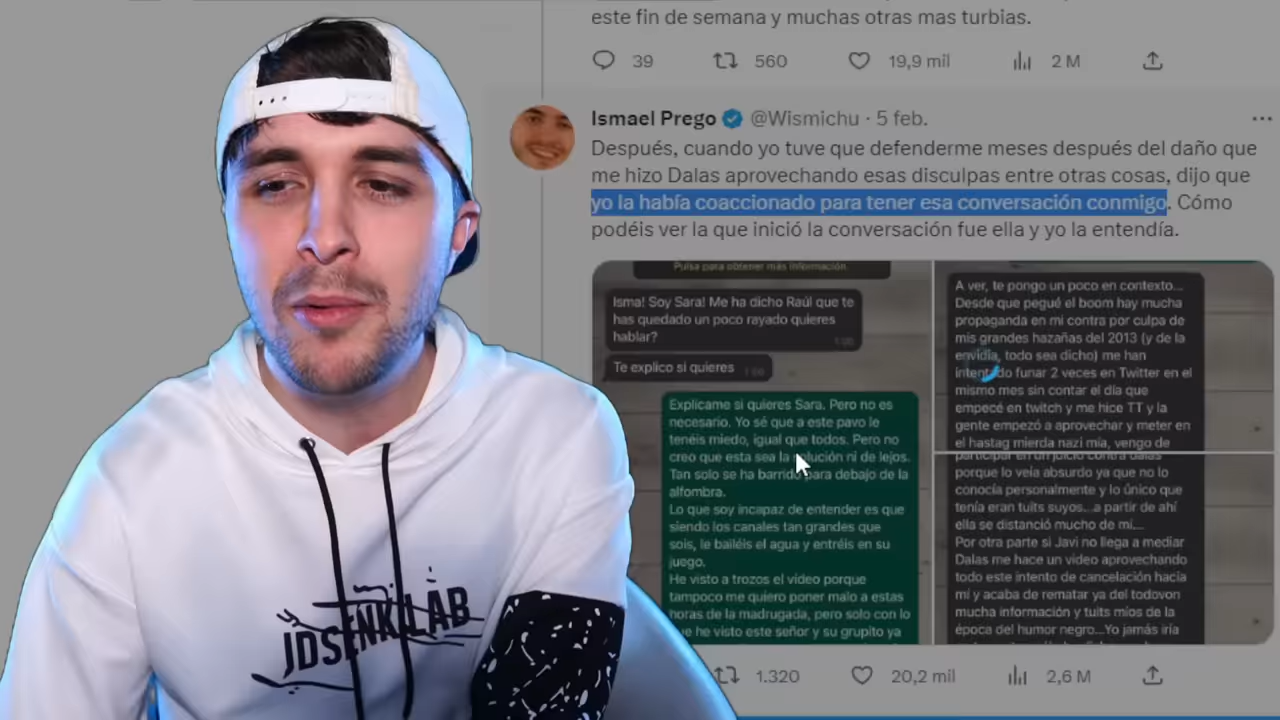 este fin de semana y muchas otras mas turbias.
39 560 19,9 mil 2 M
Ismael Prego @Wismichu · 5 feb.
Después, cuando yo tuve que defenderme meses después del daño que
me hizo Dalas aprovechando esas disculpas entre otras cosas, dijo que
yo la había coaccionado para tener esa conversación conmigo. Cómo
podéis ver la que inició la conversación fue ella y yo la entendía.
Pulsa para obtener más información.
Isma! Soy Sara! Me ha dicho Raúl que te
has quedado un poco rayado quieres
hablar?
Te explico si quieres
Explicame si quieres Sara. Pero no es
necesario. Yo sé que a este pavo le
tenéis miedo, igual que todos. Pero no
creo que esta sea la solución ni de lejos.
Tan solo se ha barrido para debajo de la
alfombra.
Lo que soy incapaz de entender es que
siendo los canales tan grandes que
sois, le bailéis el agua y entréis en su
juego.
He visto a trozos el video porque
tampoco me quiero poner malo a estas
horas de la madrugada, pero solo con lo
que he visto este señor y su grupito ya
A ver, te pongo un poco en contexto...
Desde que pegué el boom hay mucha
propaganda en mi contra por culpa de
mis grandes hazañas del 2013 (y de la
envidia, todo sea dicho) me han
intentado funar 2 veces en Twitter en el
mismo mes sin contar el día que
empecé en twitch y me hice TT y la
gente empezó a aprovechar y meter en
el hastag mierda nazi mía, vengo de
participar en un juicio contra dalas
porque lo veía absurdo ya que no lo
conocía personalmente y lo único que
tenía eran tuits suyos...a partir de ahí
ella se distanció mucho de mi...
Por otra parte si Javi no llega a mediar
Dalas me hace un video aprovechando
todo este intento de cancelación hacia
mí y acaba de rematar ya del todovon
mucha información y tuits míos de la
época del humor negro...Yo jamás iría
1.320 20,2 mil 2,6 M
JDSENKULAB